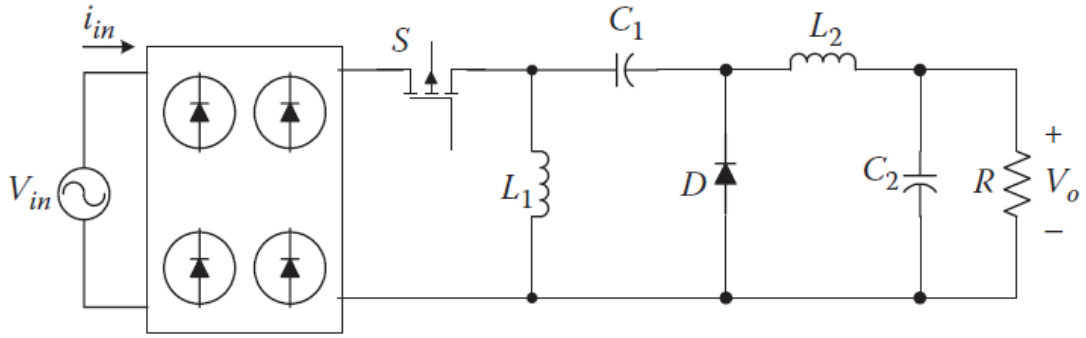 i_in
S
C_1
L_2
V_in
L_1
D
C_2
R
+
V_o
−